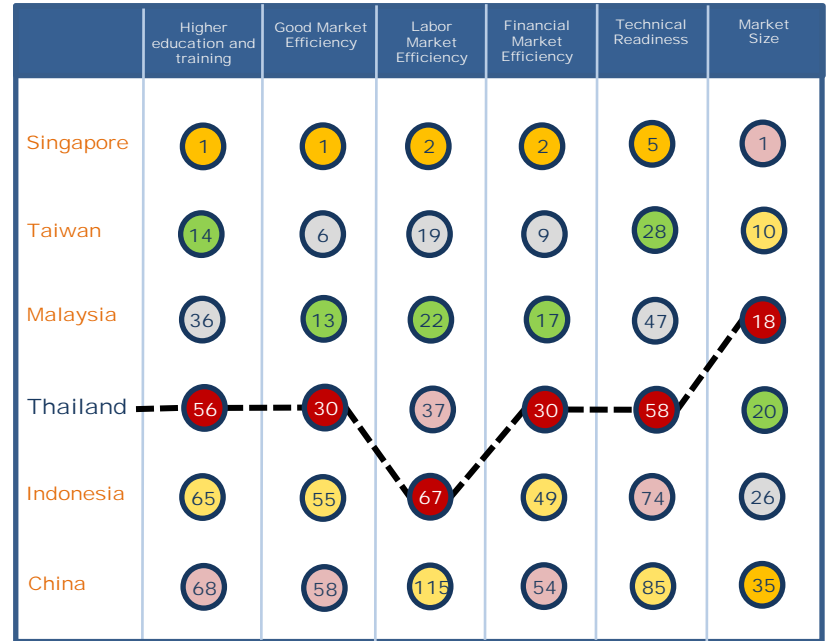 Higher
education and
training
Good Market
Efficiency
Labor
Market
Efficiency
Financial
Market
Efficiency
Technical
Readiness
Market
Size
Singapore 1 1 2 2 5 1
Taiwan 14 6 19 9 28 10
Malaysia 36 13 22 17 47 18
Thailand 56 30 37 30 58 20
Indonesia 65 55 67 49 74 26
China 68 58 115 54 85 35